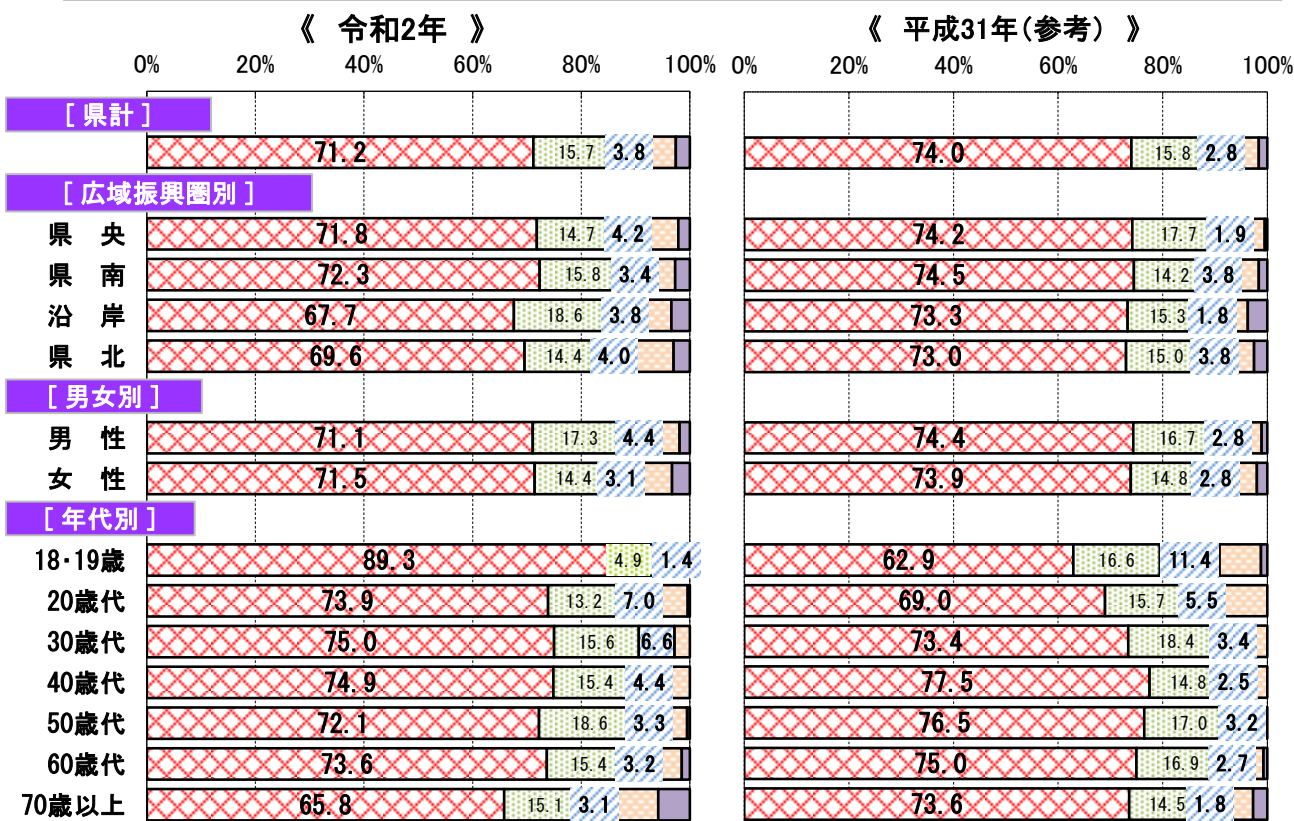 《 令和2年 》 《 平成31年(参考) 》
0% 20% 40% 60% 80% 100% 0% 20% 40% 60% 80% 100%
[ 県計 ]
71.2 15.7 3.8 74.0 15.8 2.8
[ 広域振興圏別 ]
県 央 71.8 14.7 4.2 74.2 17.7 1.9
県 南 72.3 15.8 3.4 74.5 14.2 3.8
沿 岸 67.7 18.6 3.8 73.3 15.3 1.8
県 北 69.6 14.4 4.0 73.0 15.0 3.8
[ 男女別 ]
男 性 71.1 17.3 4.4 74.4 16.7 2.8
女 性 71.5 14.4 3.1 73.9 14.8 2.8
[ 年代別 ]
18・19歳 89.3 4.9 1.4 62.9 16.6 11.4
20歳代 73.9 13.2 7.0 69.0 15.7 5.5
30歳代 75.0 15.6 6.6 73.4 18.4 3.4
40歳代 74.9 15.4 4.4 77.5 14.8 2.5
50歳代 72.1 18.6 3.3 76.5 17.0 3.2
60歳代 73.6 15.4 3.2 75.0 16.9 2.7
70歳以上 65.8 15.1 3.1 73.6 14.5 1.8